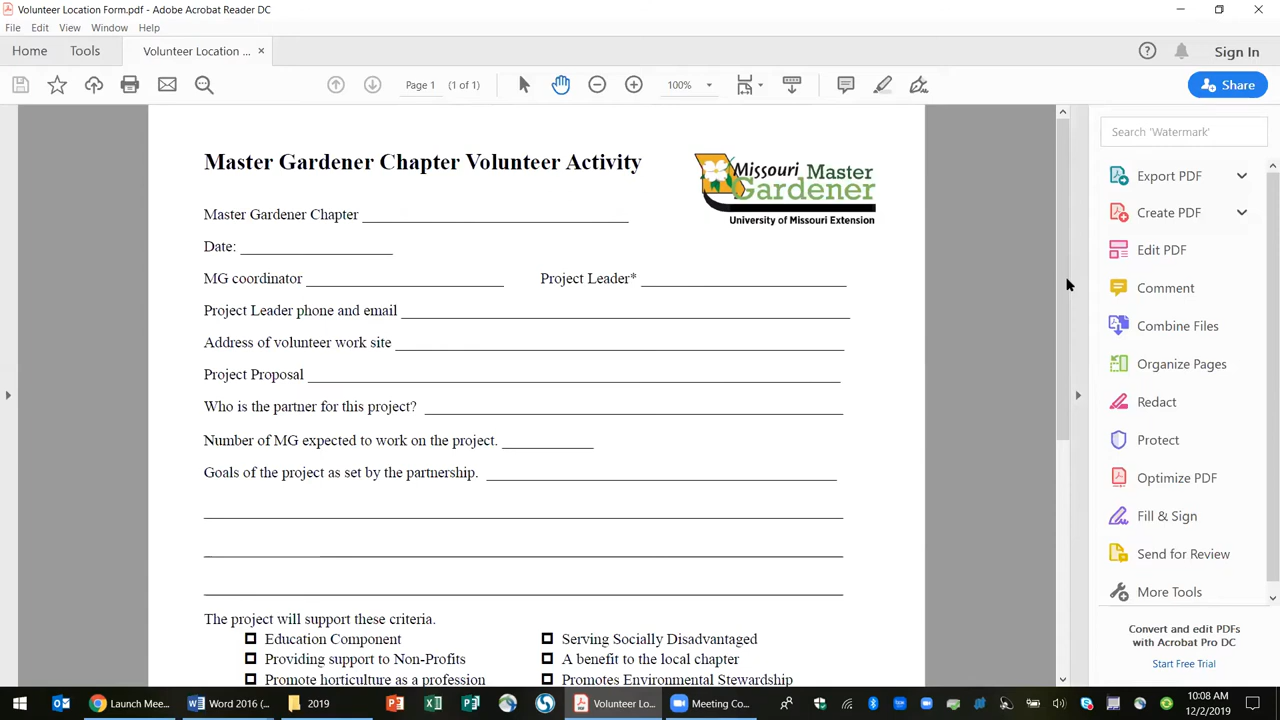 Volunteer Location Form.pdf - Adobe Acrobat Reader DC
File Edit View Window Help
Home Tools Volunteer Location ... ×
Sign In
Page 1 (1 of 1) 100% Share
Search 'Watermark'
Master Gardener Chapter Volunteer Activity
Missouri Master
Gardener
University of Missouri Extension
Master Gardener Chapter
Date:
MG coordinator Project Leader*
Project Leader phone and email
Address of volunteer work site
Project Proposal
Who is the partner for this project?
Number of MG expected to work on the project.
Goals of the project as set by the partnership.
The project will support these criteria.
Education Component Serving Socially Disadvantaged
Providing support to Non-Profits A benefit to the local chapter
Promote horticulture as a profession Promotes Environmental Stewardship
Export PDF
Create PDF
Edit PDF
Comment
Combine Files
Organize Pages
Redact
Protect
Optimize PDF
Fill & Sign
Send for Review
More Tools
Convert and edit PDFs
with Acrobat Pro DC
Start Free Trial
Launch Mee... Word 2016 (... 2019 Volunteer Lo... Meeting Co...
10:08 AM
12/2/2019